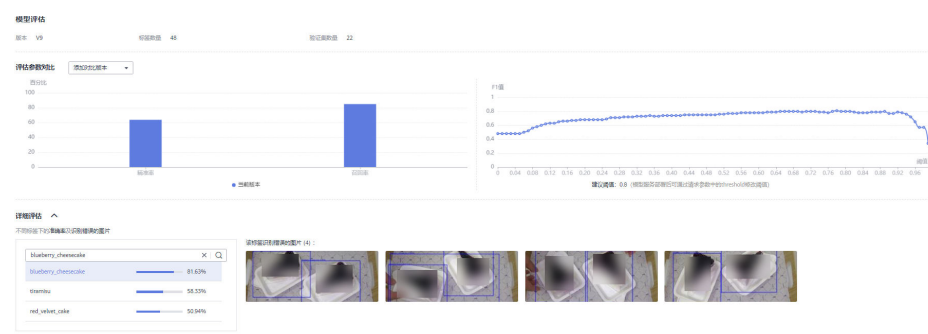 模型评估
版本 V9 标签数量 48 验证集数量 22
评估参数对比 添加对比版本
百分比
100
80
60
40
20
0
精准率 召回率
当前版本
F1值
1
0.8
0.6
0.4
0.2
0
阈值
0 0.04 0.08 0.12 0.16 0.20 0.24 0.28 0.32 0.36 0.40 0.44 0.48 0.52 0.56 0.60 0.64 0.68 0.72 0.76 0.80 0.84 0.88 0.92 0.96
建议阈值：0.8 (模型服务部署后可通过请求参数中的threshold修改阈值)
详细评估
不同标签下的准确率及识别错误的图片
blueberry_cheesecake
blueberry_cheesecake 81.63%
tiramisu 58.33%
red_velvet_cake 50.94%
该标签识别错误的图片 (4) :